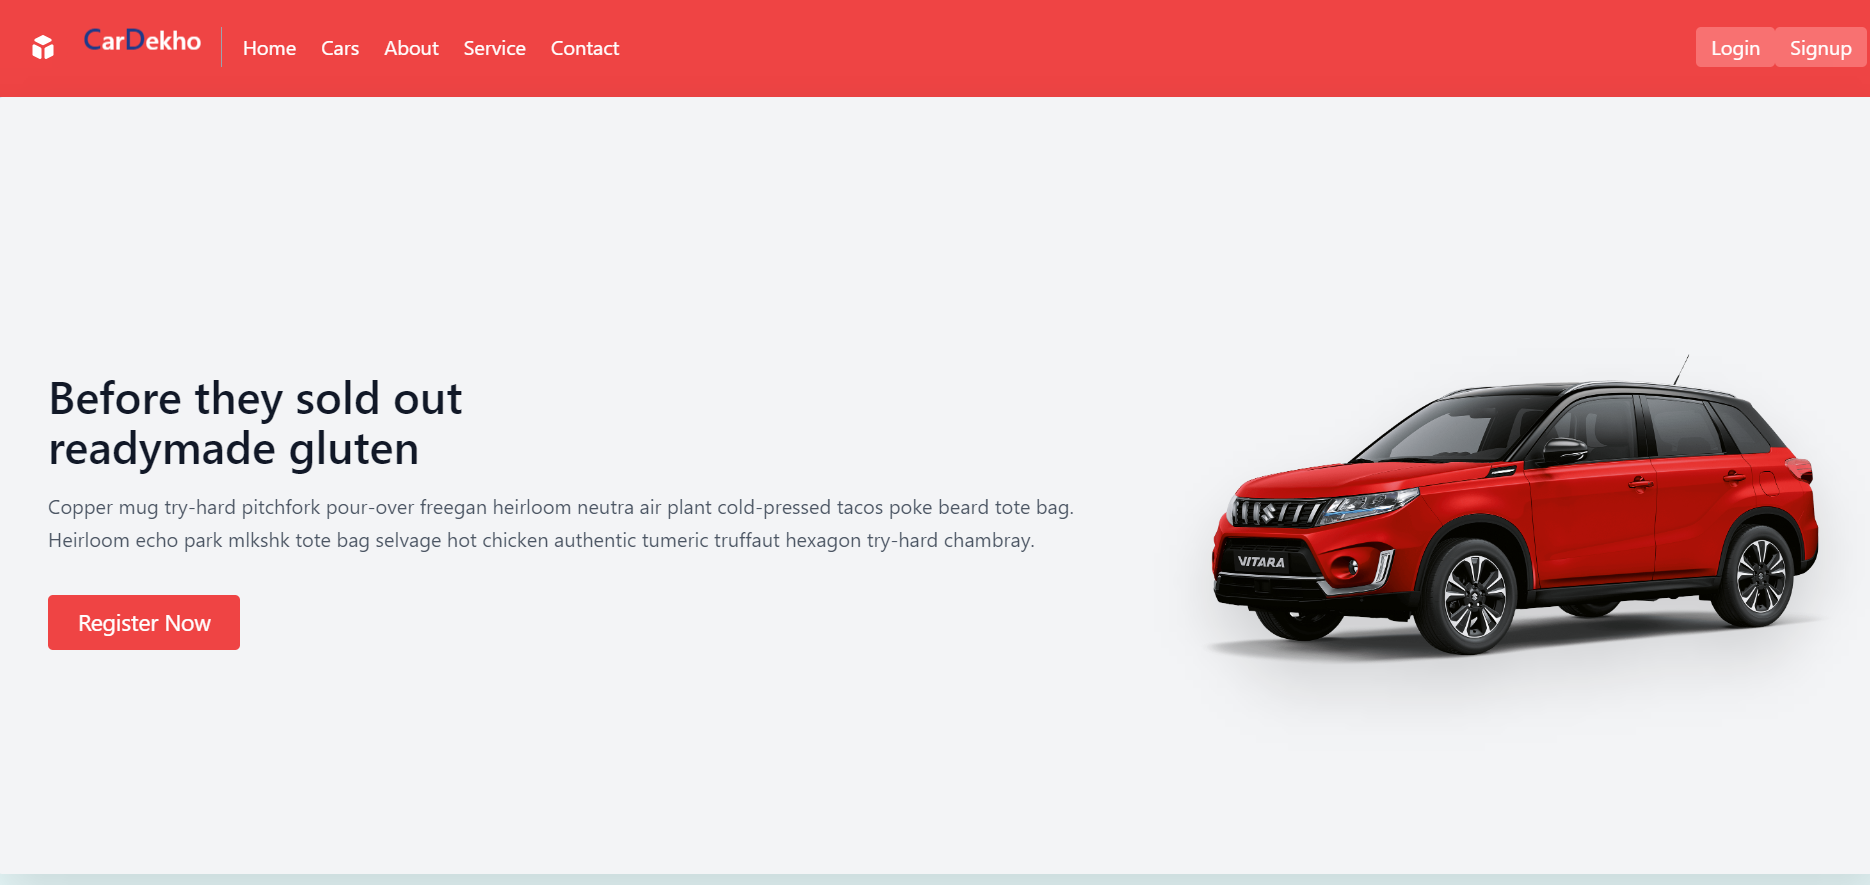 CarDekho
Home Cars About Service Contact
Login Signup
Before they sold out
readymade gluten
Copper mug try-hard pitchfork pour-over freegan heirloom neutra air plant cold-pressed tacos poke beard tote bag.
Heirloom echo park mlkshk tote bag selvage hot chicken authentic tumeric truffaut hexagon try-hard chambray.
VITARA
Register Now